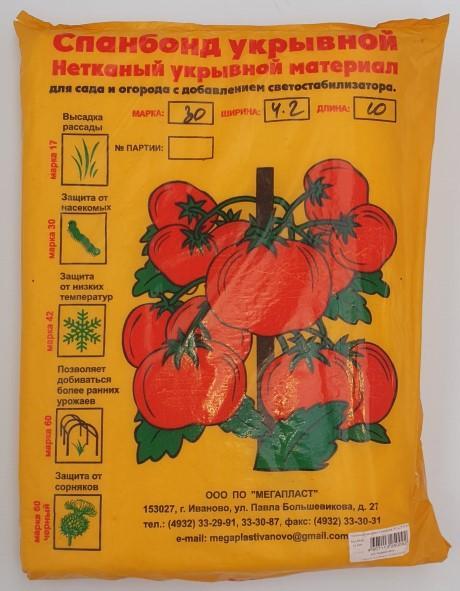 Спанбонд укрывной
Нетканый укрывной материал
для сада и огорода с добавлением светостабилизатора.
МАРКА: 30 ШИРИНА: 4.2 ДЛИНА: 10
№ ПАРТИИ:
Высадка
рассады
марка 17
Защита от
насекомых
марка 30
Защита
от низких
температур
марка 42
Позволяет
добиваться
более ранних
урожаев
марка 60
Защита от
сорняков
марка 60
черный
ООО ПО "МЕГАПЛАСТ"
153027, г. Иваново, ул. Павла Большевикова, д. 27
тел.: (4932) 33-29-91, 33-30-87, факс: (4932) 33-30-31
e-mail: megaplastivanovo@gmail.com